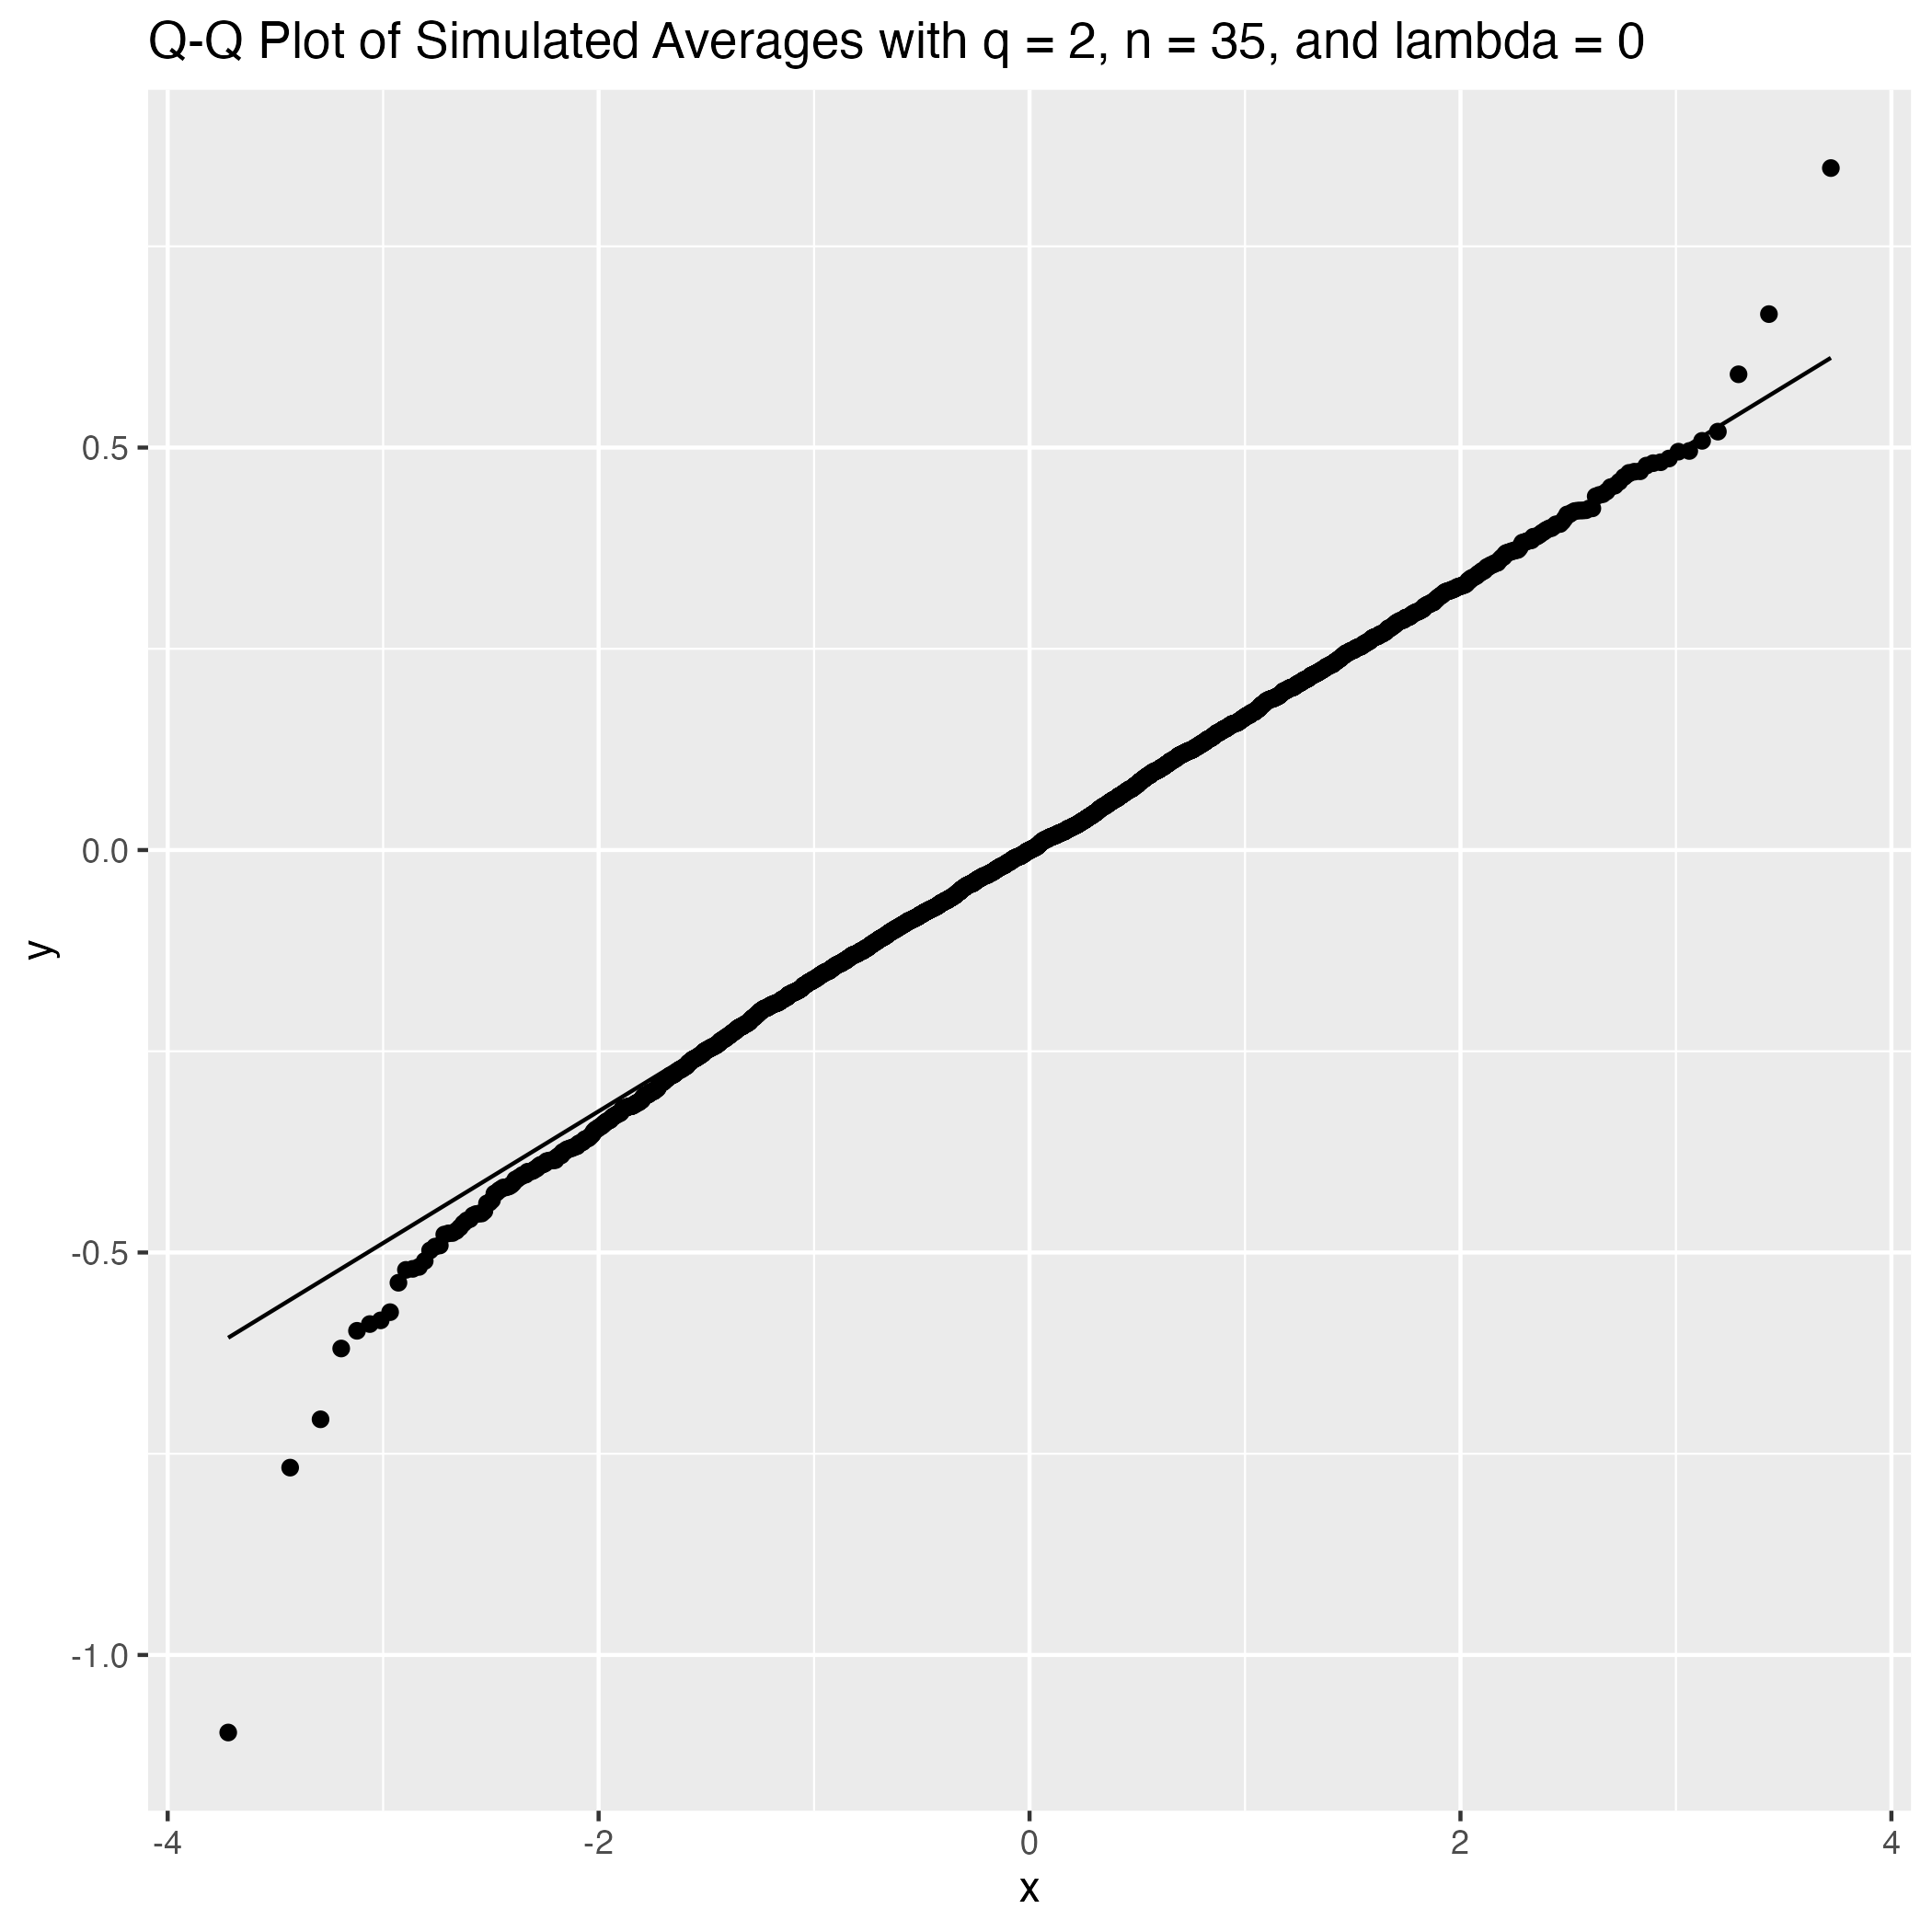 Q-Q Plot of Simulated Averages with q = 2, n = 35, and lambda = 0
0.5
0.0
y
-0.5
-1.0
-4 -2 0 2 4
x